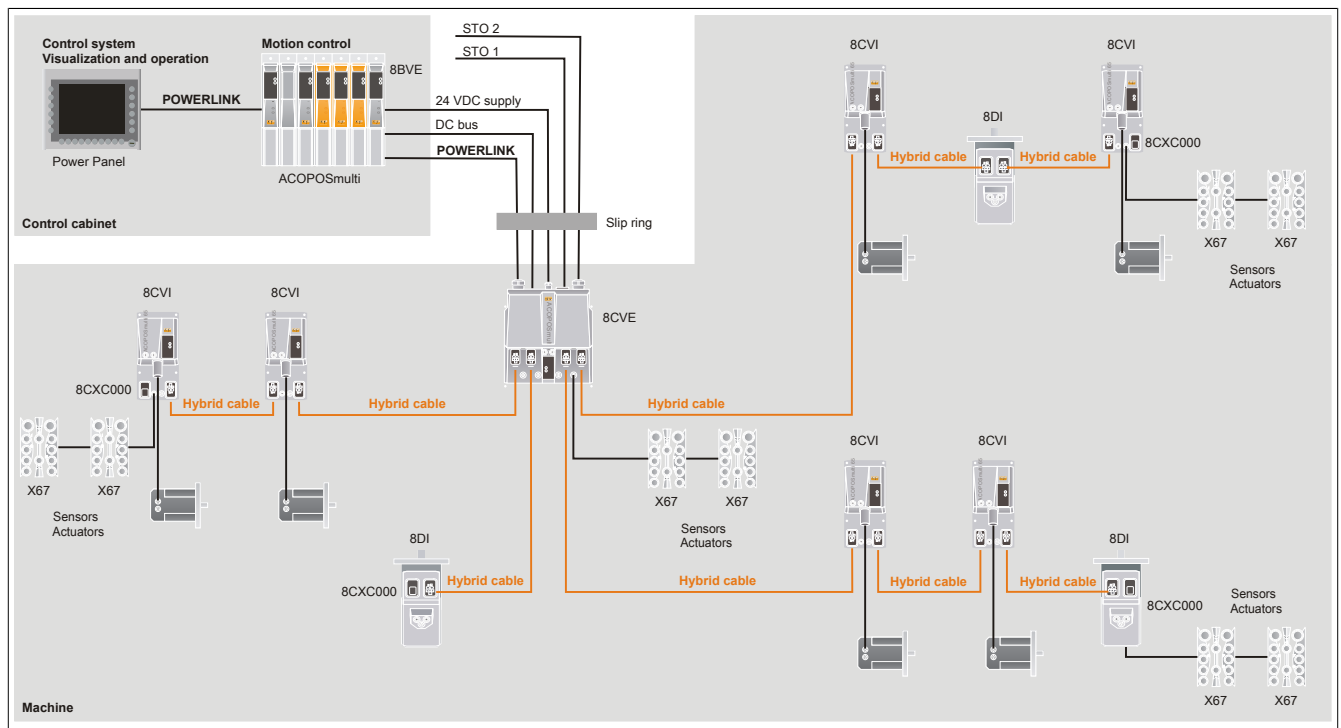 Control system
Visualization and operation
Motion control
8BVE
POWERLINK
Power Panel
ACOPOSmulti
Control cabinet
STO 2
STO 1
24 VDC supply
DC bus
POWERLINK
Slip ring
8CVI
8CVI
8DI
8CXC000
Hybrid cable
Hybrid cable
X67
X67
Sensors
Actuators
8CVI
8CVI
8CVE
8CXC000
Hybrid cable
Hybrid cable
Hybrid cable
X67
X67
Sensors
Actuators
X67
X67
Sensors
Actuators
8CVI
8CVI
8DI
8DI
8CXC000
Hybrid cable
Hybrid cable
Hybrid cable
Hybrid cable
8CXC000
Sensors
Actuators
X67
X67
Machine